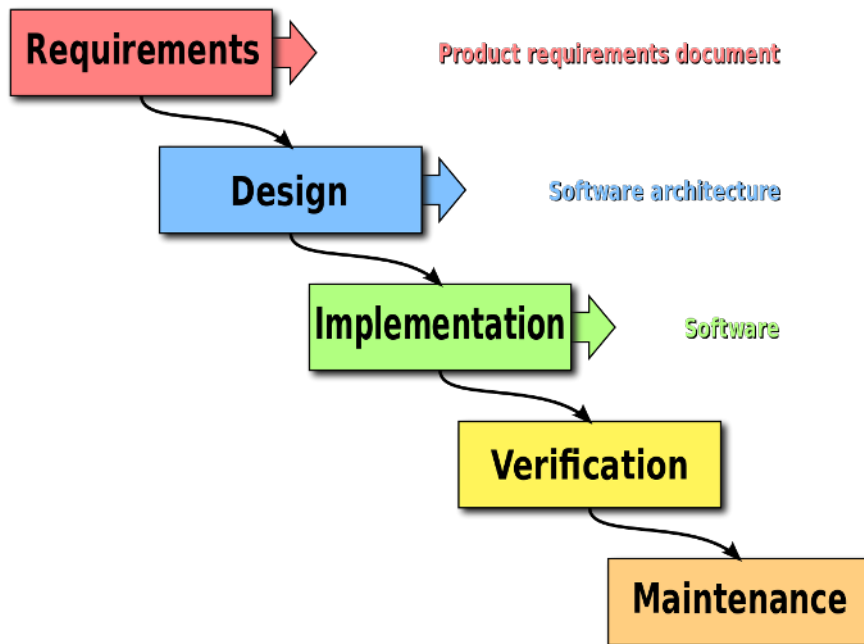 Requirements
Product requirements document
Design
Software architecture
Implementation
Software
Verification
Maintenance